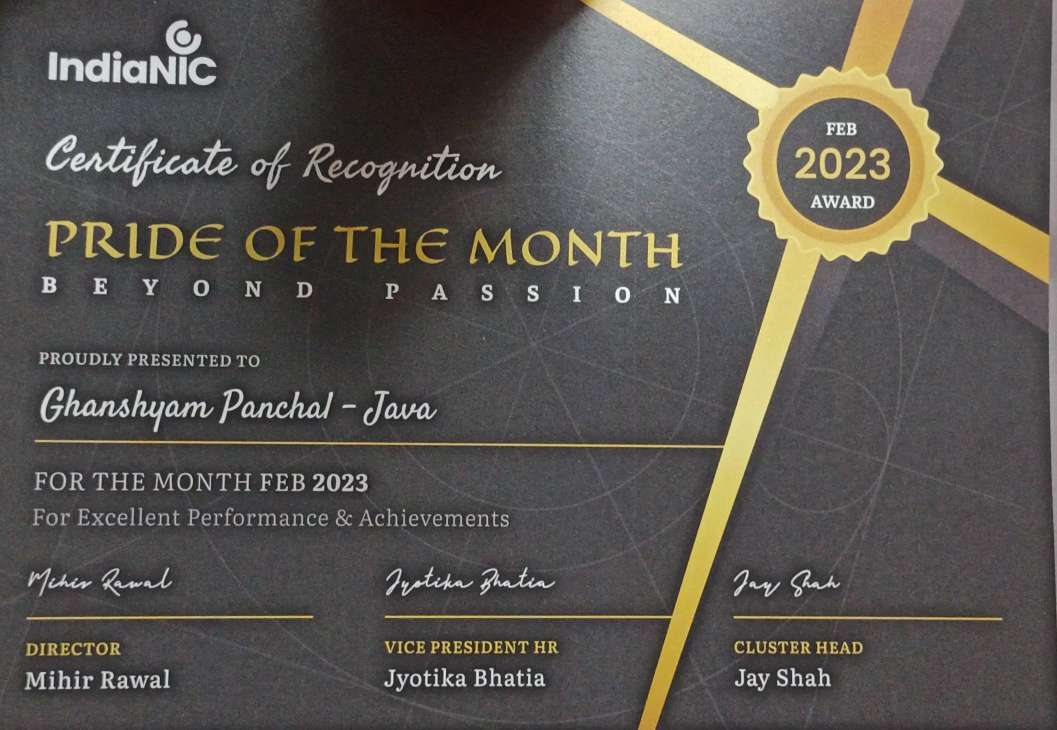 IndiaNIC
FEB
2023
AWARD
Certificate of Recognition
PRIDE OF THE MONTH
BEYOND PASSION
PROUDLY PRESENTED TO
Ghanshyam Panchal - Java
FOR THE MONTH FEB 2023
For Excellent Performance & Achievements
Mihir Rawal
Jyotika Bhatia
Jay Shah
DIRECTOR
VICE PRESIDENT HR
CLUSTER HEAD
Mihir Rawal
Jyotika Bhatia
Jay Shah